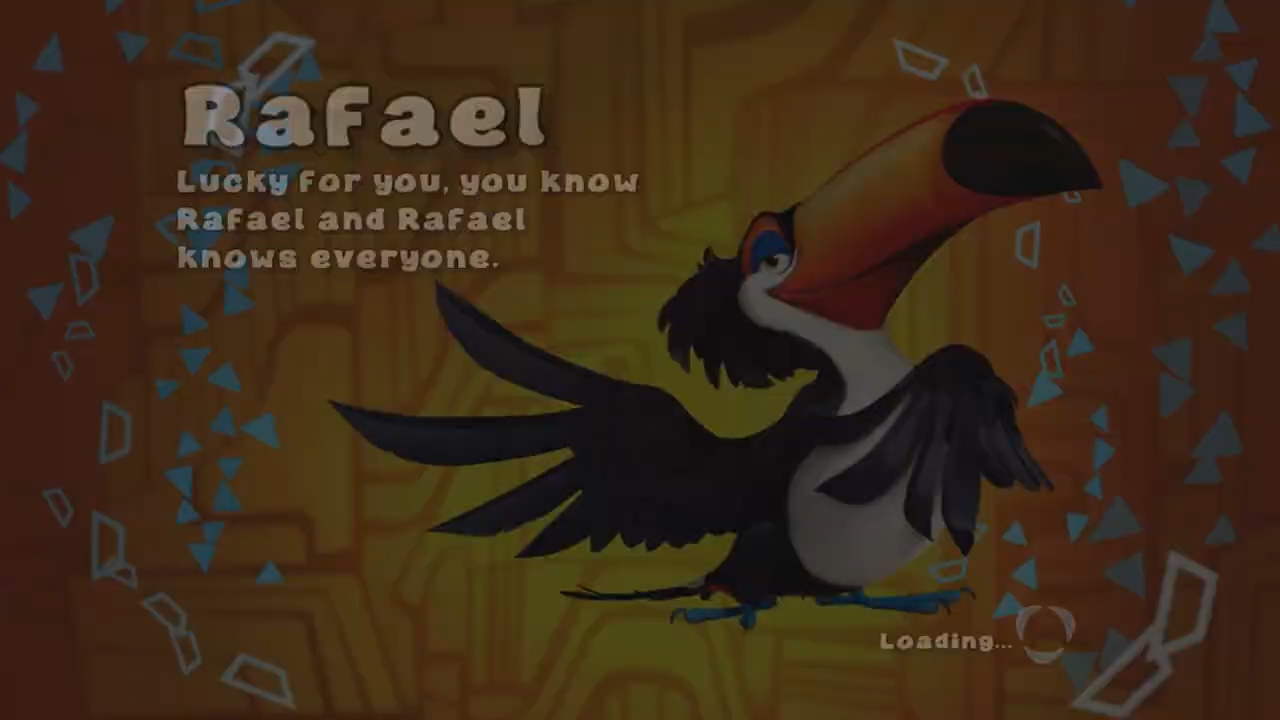 Rafael
Lucky for you, you know
Rafael and Rafael
knows everyone.
Loading...